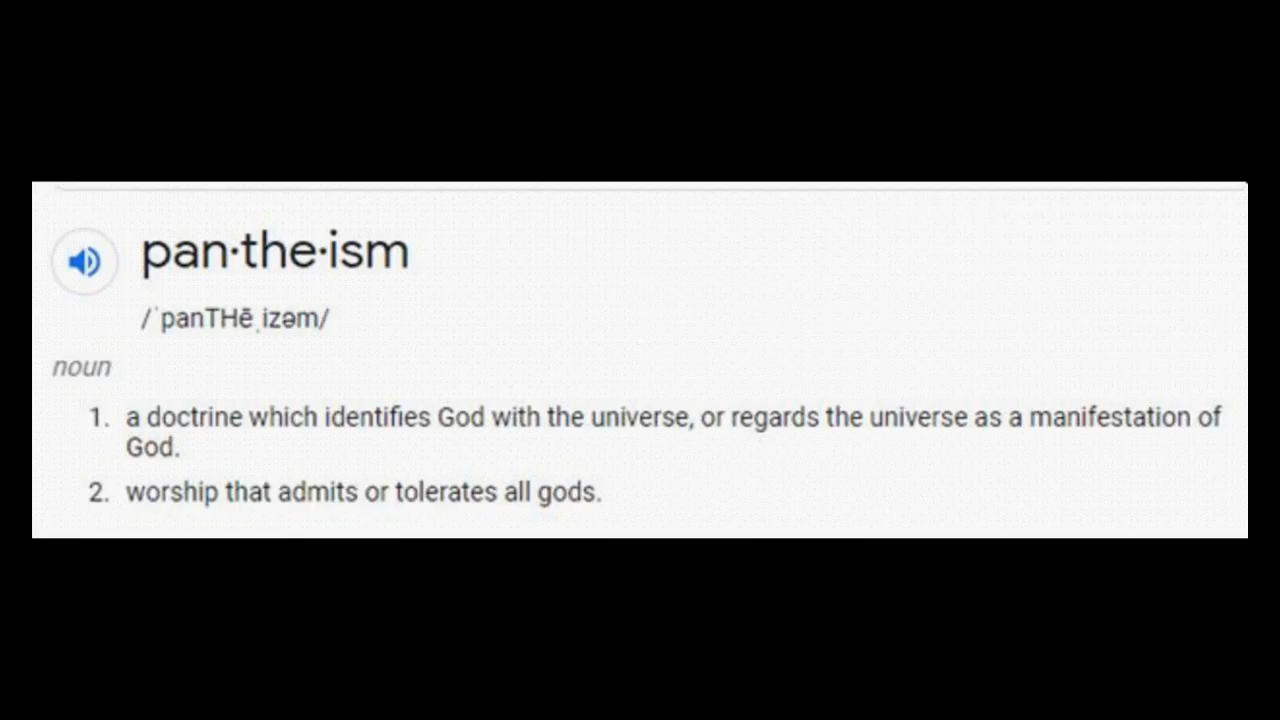 pan·the·ism
/ˈpanTHēˌizəm/
noun
1. a doctrine which identifies God with the universe, or regards the universe as a manifestation of
God.
2. worship that admits or tolerates all gods.